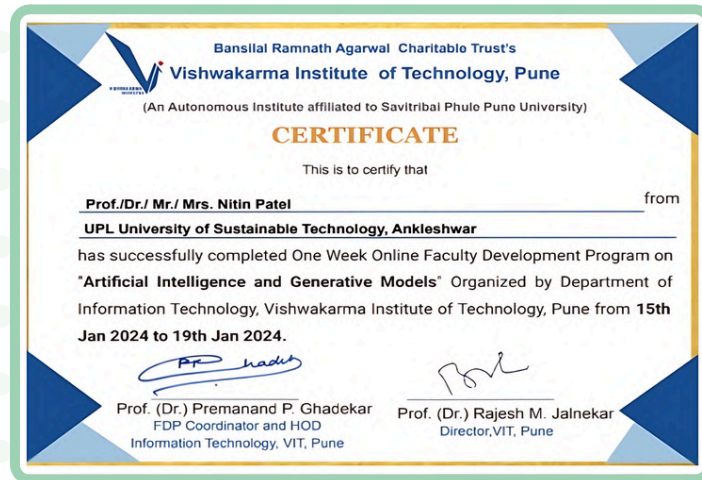 Bansilal Ramnath Agarwal Charitable Trust's
Vishwakarma Institute of Technology, Pune
(An Autonomous Institute affiliated to Savitribai Phule Pune University)
CERTIFICATE
This is to certify that
Prof./Dr./ Mr./ Mrs. Nitin Patel from
UPL University of Sustainable Technology, Ankleshwar
has successfully completed One Week Online Faculty Development Program on
"Artificial Intelligence and Generative Models" Organized by Department of
Information Technology, Vishwakarma Institute of Technology, Pune from 15th
Jan 2024 to 19th Jan 2024.
Prof. (Dr.) Premanand P. Ghadekar
FDP Coordinator and HOD
Information Technology, VIT, Pune
Prof. (Dr.) Rajesh M. Jalnekar
Director,VIT, Pune